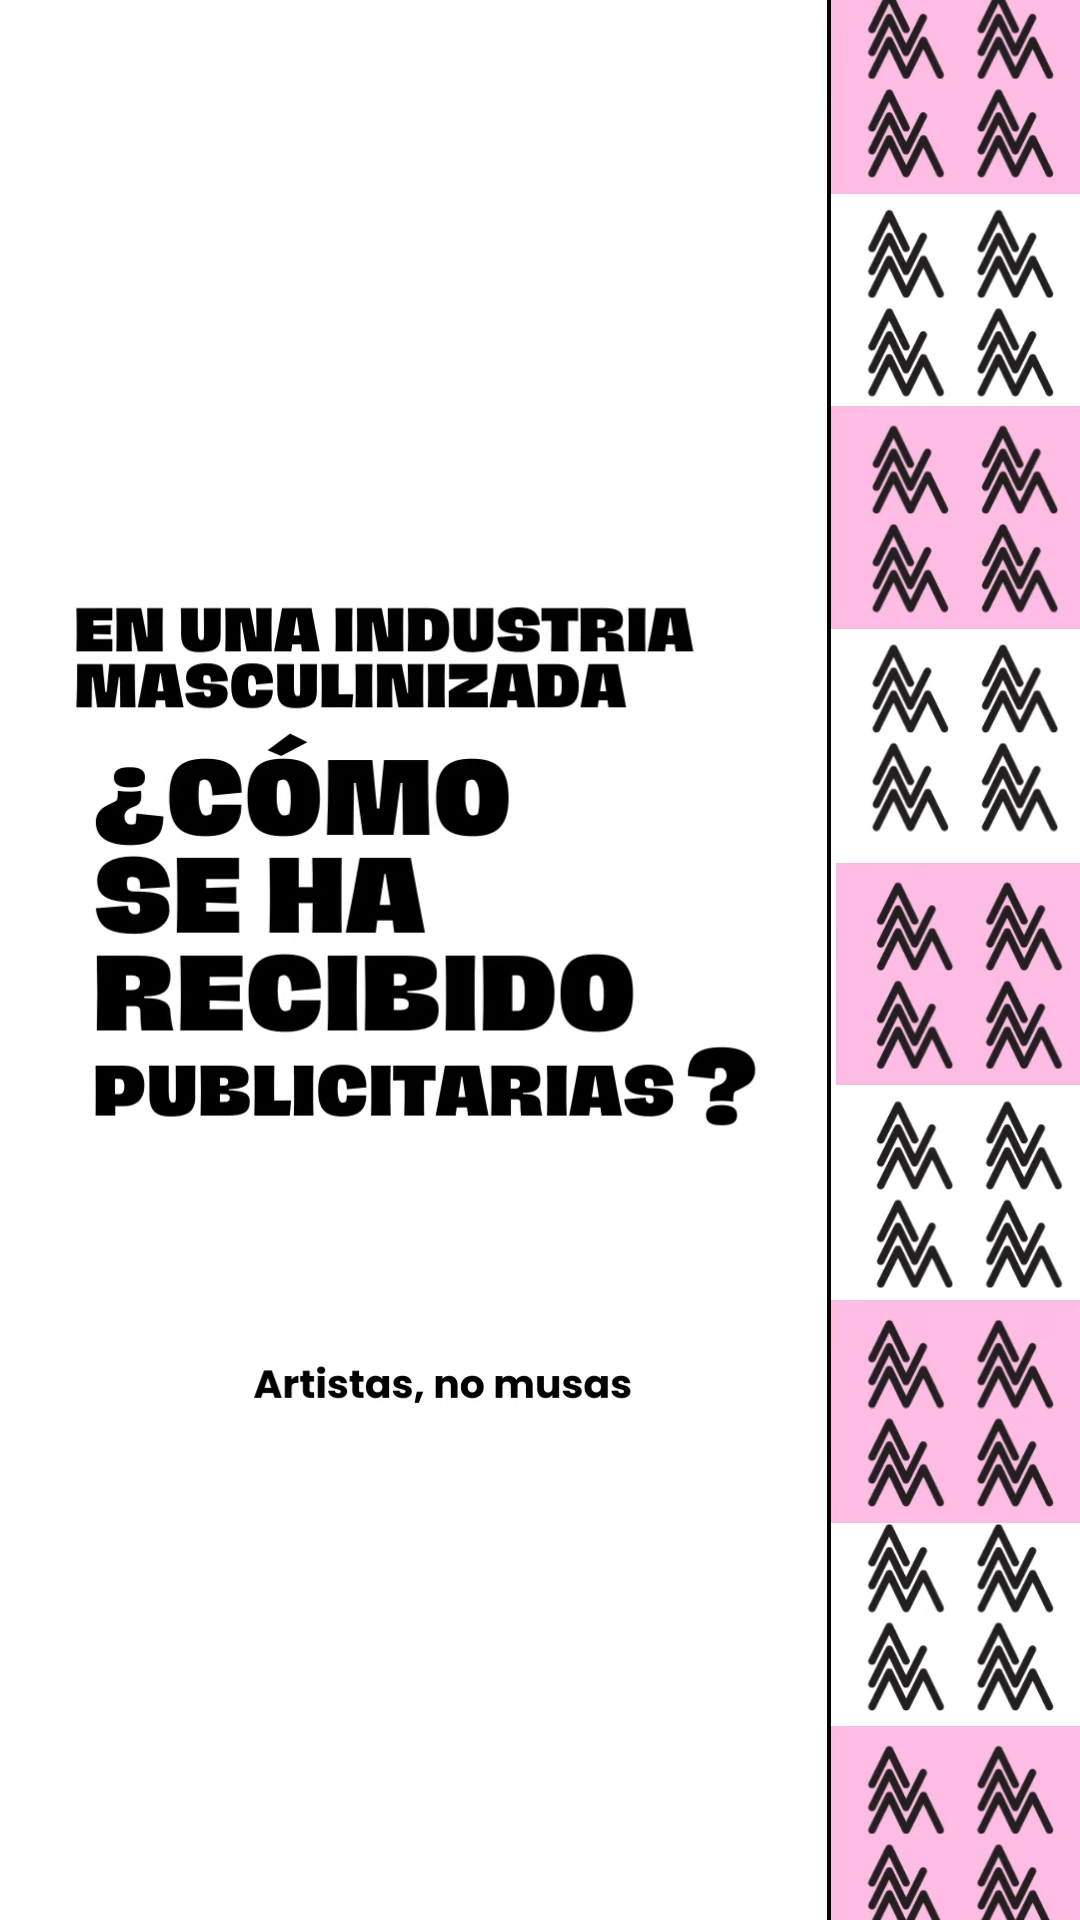 EN UNA INDUSTRIA
MASCULINIZADA
¿CÓMO
SE HA
RECIBIDO
PUBLICITARIAS?
Artistas, no musas